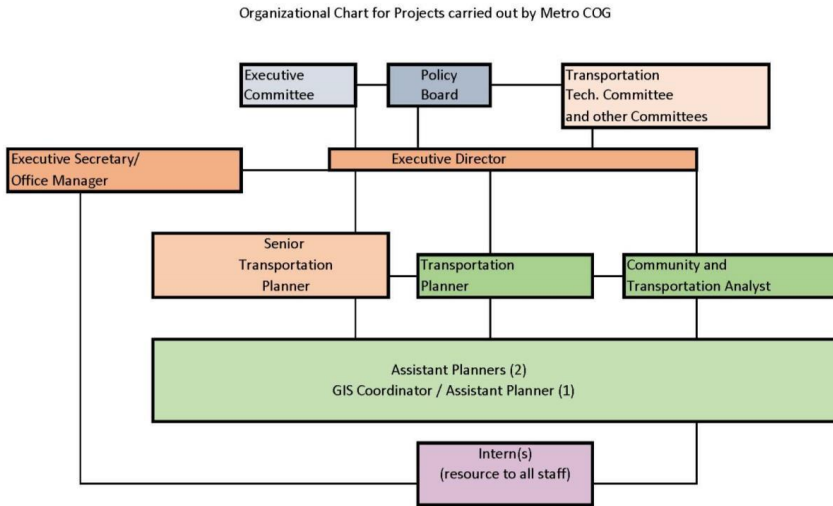 Organizational Chart for Projects carried out by Metro COG
Executive
Committee
Policy
Board
Transportation
Tech. Committee
and other Committees
Executive Secretary/
Office Manager
Executive Director
Senior
Transportation
Planner
Transportation
Planner
Community and
Transportation Analyst
Assistant Planners (2)
GIS Coordinator / Assistant Planner (1)
Intern(s)
(resource to all staff)